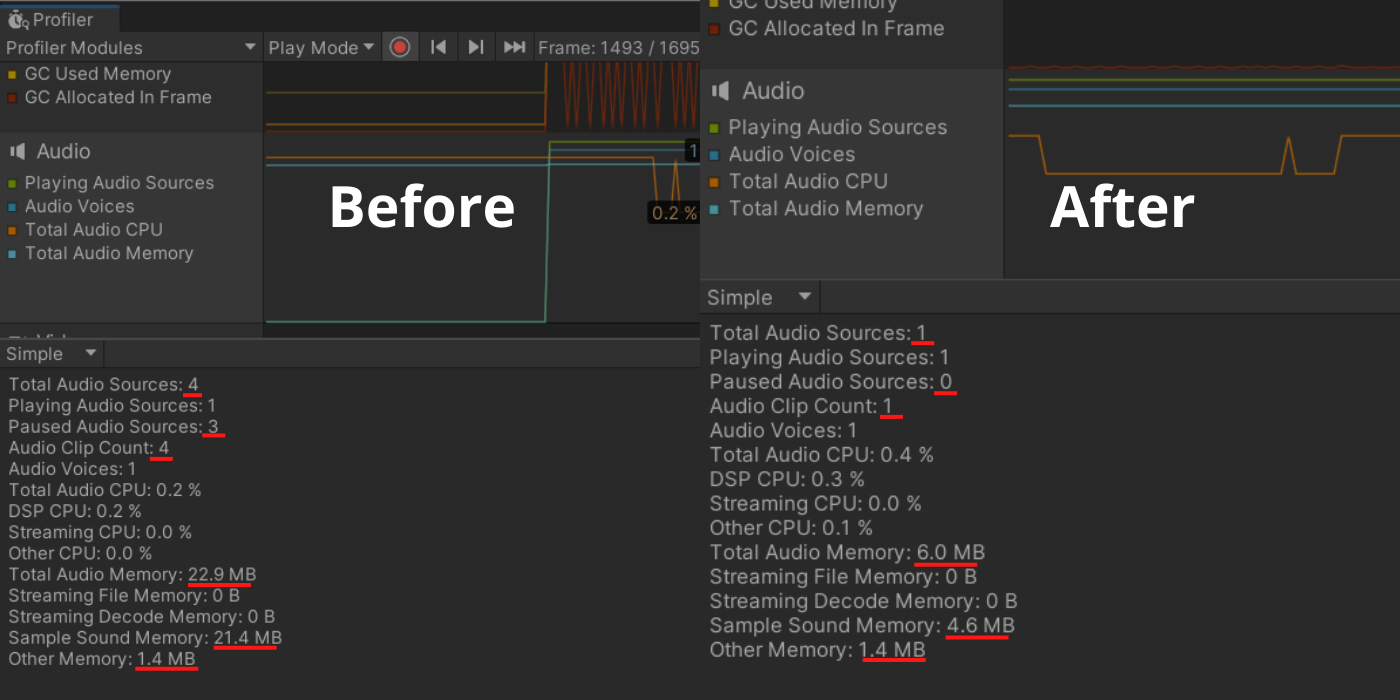 Profiler
Profiler Modules
Play Mode
Frame: 1493 / 1695
GC Used Memory
GC Allocated In Frame
Audio
Playing Audio Sources
Audio Voices
Total Audio CPU
Total Audio Memory
1
0.2 %
Before
Simple
Total Audio Sources: 4
Playing Audio Sources: 1
Paused Audio Sources: 3
Audio Clip Count: 4
Audio Voices: 1
Total Audio CPU: 0.2 %
DSP CPU: 0.2 %
Streaming CPU: 0.0 %
Other CPU: 0.0 %
Total Audio Memory: 22.9 MB
Streaming File Memory: 0 B
Streaming Decode Memory: 0 B
Sample Sound Memory: 21.4 MB
Other Memory: 1.4 MB
GC Used Memory
GC Allocated In Frame
Audio
Playing Audio Sources
Audio Voices
Total Audio CPU
Total Audio Memory
After
Simple
Total Audio Sources: 1
Playing Audio Sources: 1
Paused Audio Sources: 0
Audio Clip Count: 1
Audio Voices: 1
Total Audio CPU: 0.4 %
DSP CPU: 0.3 %
Streaming CPU: 0.0 %
Other CPU: 0.1 %
Total Audio Memory: 6.0 MB
Streaming File Memory: 0 B
Streaming Decode Memory: 0 B
Sample Sound Memory: 4.6 MB
Other Memory: 1.4 MB